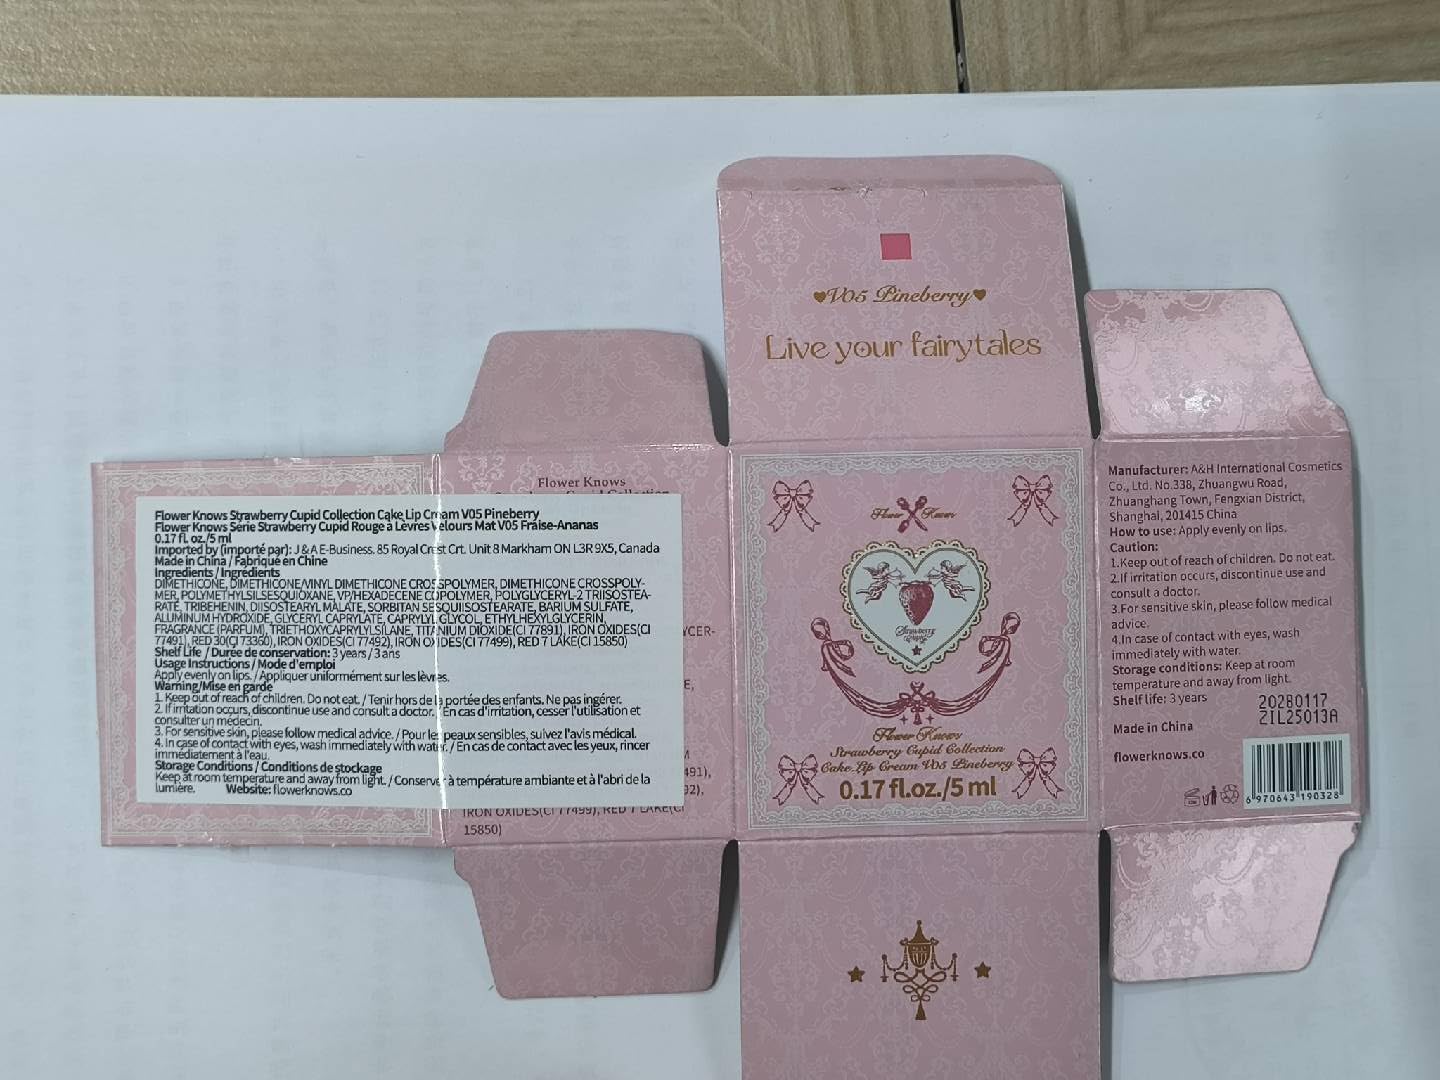 ♥V05 Pineberry♥
Live your fairytales
Flower Knows
Flower Knows Strawberry Cupid Collection Cake Lip Cream V05 Pineberry
Flower Knows Série Strawberry Cupid Rouge à Lèvres Velours Mat V05 Fraise-Ananas
0.17 fl. oz./5 ml
Imported by (importé par): J & A E-Business. 85 Royal Crest Crt. Unit 8 Markham ON L3R 9X5, Canada
Made in China / Fabriqué en Chine
Ingredients / Ingrédients
DIMETHICONE, DIMETHICONE/VINYL DIMETHICONE CROSSPOLYMER, DIMETHICONE CROSSPOLY-
MER, POLYMETHYLSILSESQUIOXANE, VP/HEXADECENE COPOLYMER, POLYGLYCERYL-2 TRIISOSTEA-
RATE, TRIBEHENIN, DIISOSTEARYL MALATE, SORBITAN SESQUIISOSTEARATE, BARIUM SULFATE,
ALUMINUM HYDROXIDE, GLYCERYL CAPRYLATE, CAPRYLYL GLYCOL, ETHYLHEXYLGLYCERIN,
FRAGRANCE (PARFUM), TRIETHOXYCAPRYLYLSILANE, TITANIUM DIOXIDE(CI 77891), IRON OXIDES(CI
77491), RED 30(CI 73360), IRON OXIDES(CI 77492), IRON OXIDES(CI 77499), RED 7 LAKE(CI 15850)
Shelf Life / Durée de conservation: 3 years / 3 ans
Usage Instructions / Mode d'emploi
Apply evenly on lips. / Appliquer uniformément sur les lèvres.
Warning/Mise en garde
1. Keep out of reach of children. Do not eat. / Tenir hors de la portée des enfants. Ne pas ingérer.
2. If irritation occurs, discontinue use and consult a doctor. / En cas d'irritation, cesser l'utilisation et
consulter un médecin.
3. For sensitive skin, please follow medical advice. / Pour les peaux sensibles, suivez l'avis médical.
4. In case of contact with eyes, wash immediately with water. / En cas de contact avec les yeux, rincer
immédiatement à l'eau.
Storage Conditions / Conditions de stockage
Keep at room temperature and away from light. / Conserver à température ambiante et à l'abri de la
lumière. Website: flowerknows.co
YCER-
E,
491),
92),
IRON OXIDES(CI 77499), RED 7 LAKE(CI
15850)
Flower Knows
STRAWBERRY
CUPID
Flower Knows
Strawberry Cupid Collection
Cake Lip Cream V05 Pineberry
0.17 fl.oz./5 ml
Manufacturer: A&H International Cosmetics
Co., Ltd. No.338, Zhuangwu Road,
Zhuanghang Town, Fengxian District,
Shanghai, 201415 China
How to use: Apply evenly on lips.
Caution:
1.Keep out of reach of children. Do not eat.
2.If irritation occurs, discontinue use and
consult a doctor.
3.For sensitive skin, please follow medical
advice.
4.In case of contact with eyes, wash
immediately with water.
Storage conditions: Keep at room
temperature and away from light.
Shelf life: 3 years
20280117
ZIL25013A
Made in China
flowerknows.co
6 970643 190328